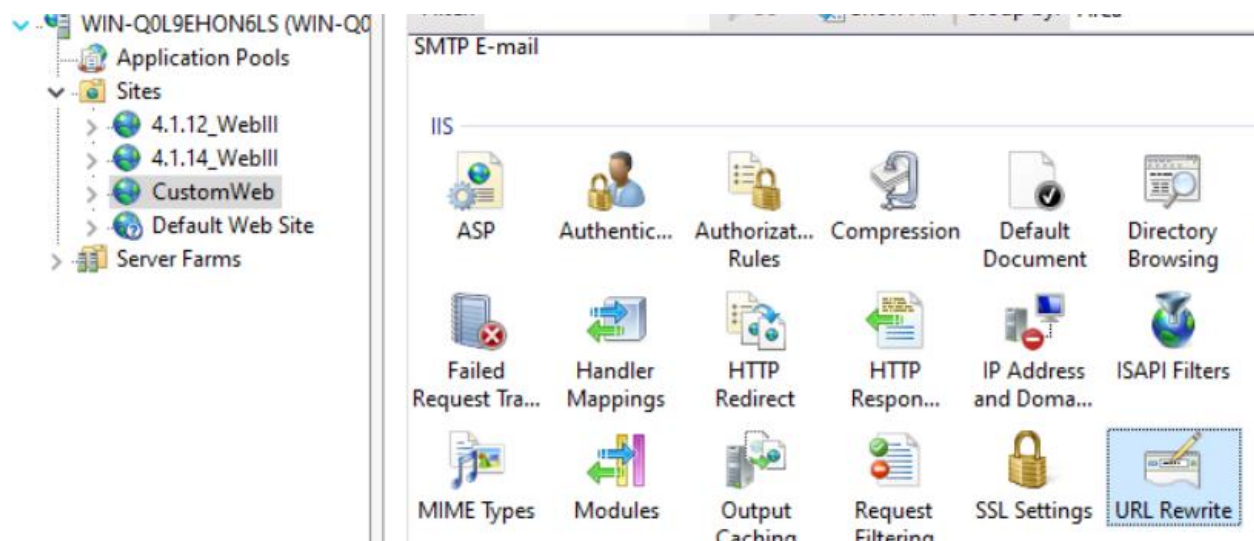 WIN-Q0L9EHON6LS (WIN-Q0
Application Pools
Sites
4.1.12_WebIII
4.1.14_WebIII
CustomWeb
Default Web Site
Server Farms
SMTP E-mail
IIS
ASP
Authentic...
Authorizat...
Rules
Compression
Default
Document
Directory
Browsing
Failed
Request Tra...
Handler
Mappings
HTTP
Redirect
HTTP
Respon...
IP Address
and Doma...
ISAPI Filters
MIME Types
Modules
Output
Caching
Request
Filtering
SSL Settings
URL Rewrite